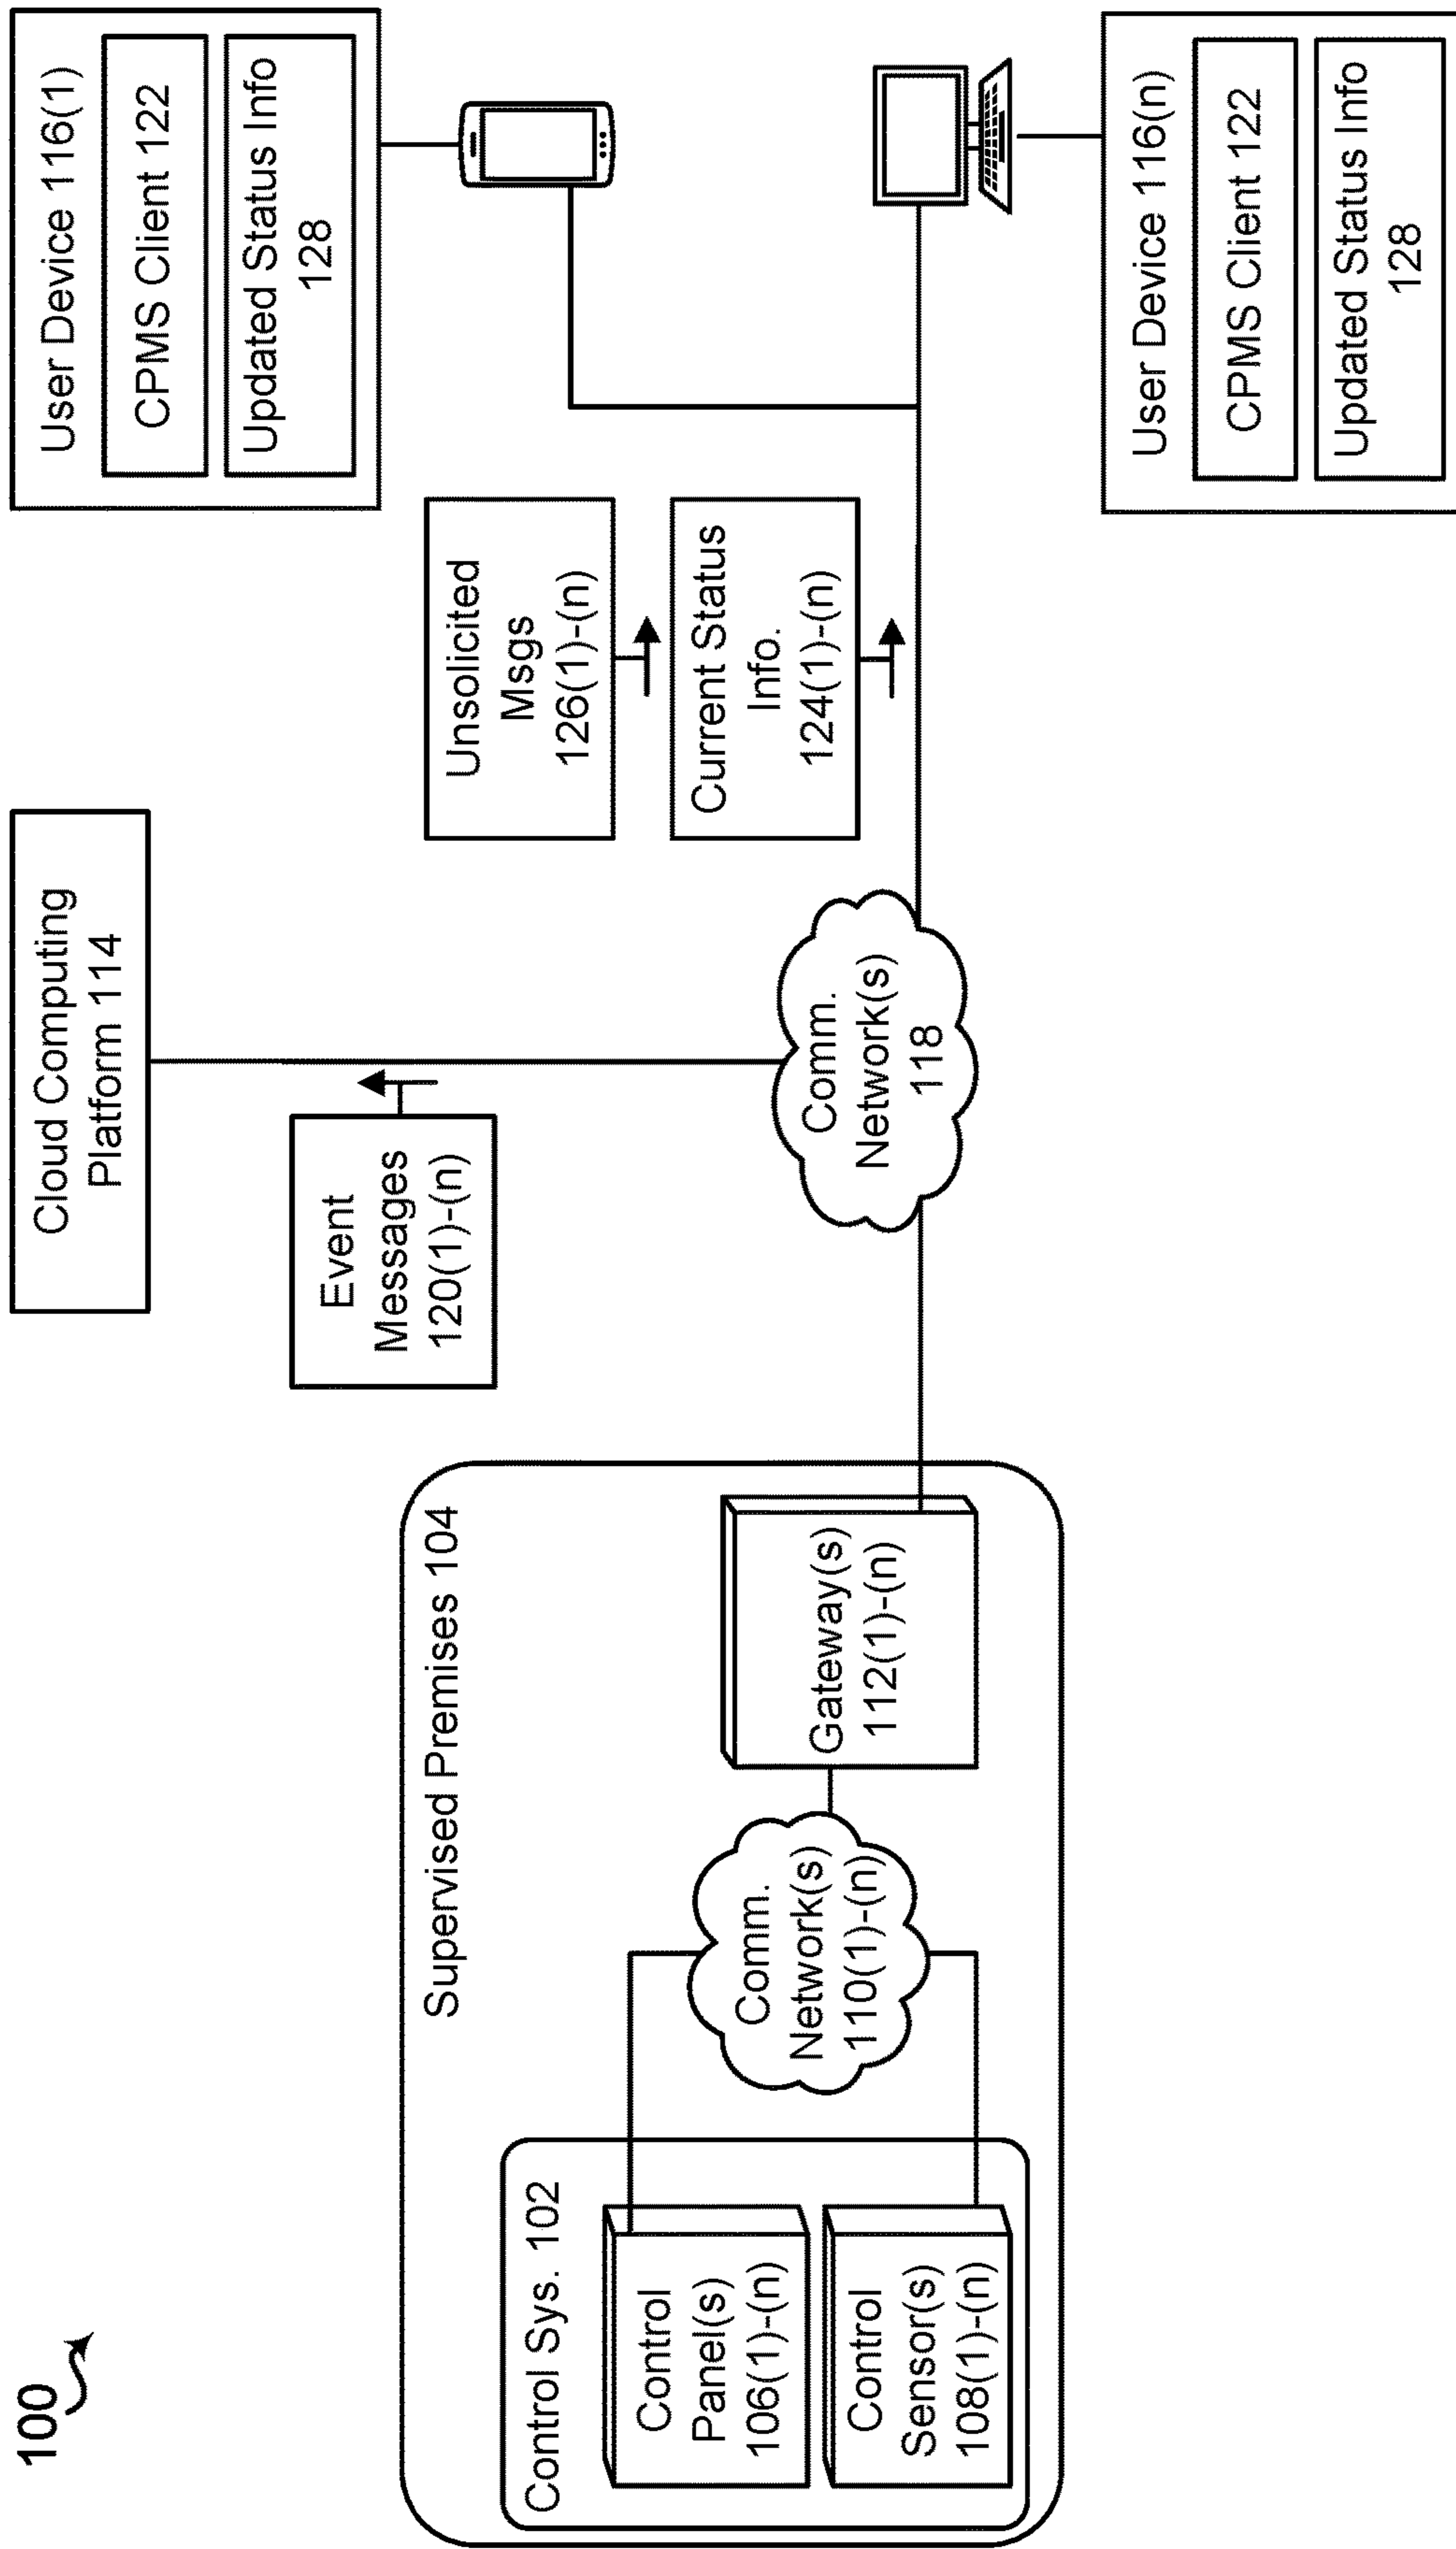 100
Supervised Premises 104
Control Sys. 102
Control
Panel(s)
106(1)-(n)
Control
Sensor(s)
108(1)-(n)
Comm.
Network(s)
110(1)-(n)
Gateway(s)
112(1)-(n)
Cloud Computing
Platform 114
Event
Messages
120(1)-(n)
Comm.
Network(s)
118
Unsolicited
Msgs
126(1)-(n)
Current Status
Info.
124(1)-(n)
User Device 116(1)
CPMS Client 122
Updated Status Info
128
User Device 116(n)
CPMS Client 122
Updated Status Info
128